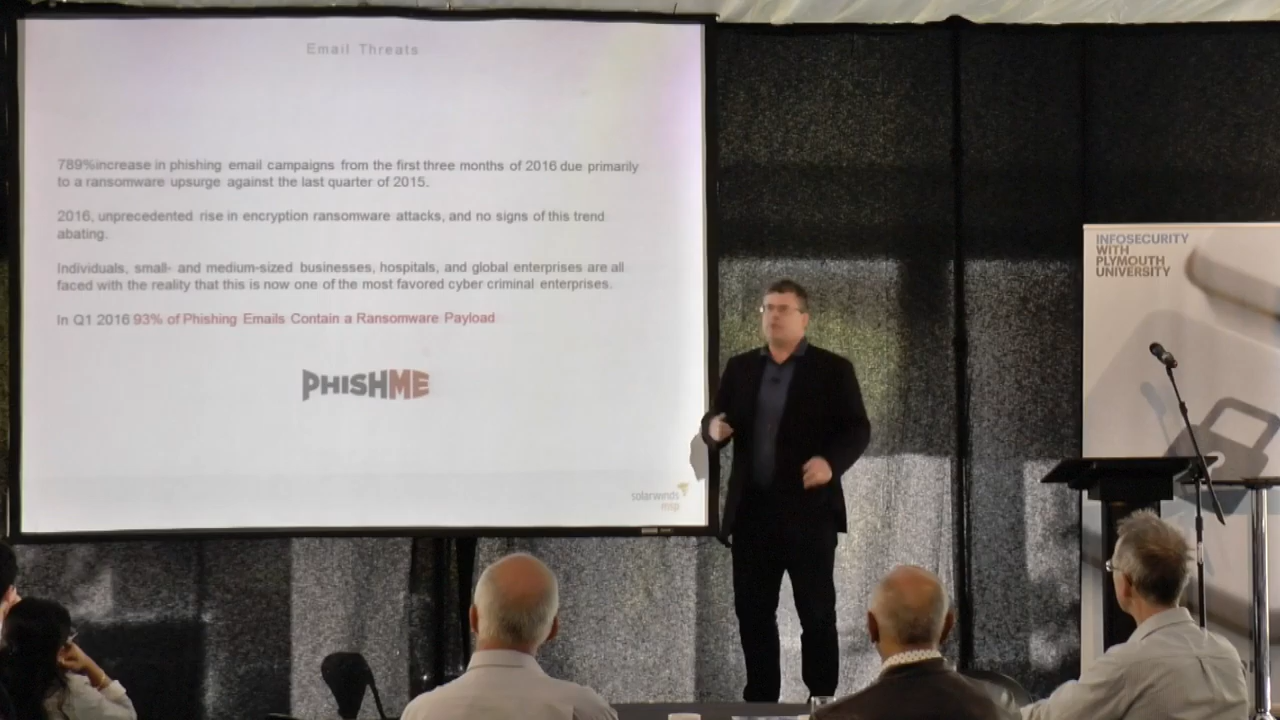 Email Threats
789%increase in phishing email campaigns from the first three months of 2016 due primarily
to a ransomware upsurge against the last quarter of 2015.
2016, unprecedented rise in encryption ransomware attacks, and no signs of this trend
abating.
Individuals, small- and medium-sized businesses, hospitals, and global enterprises are all
faced with the reality that this is now one of the most favored cyber criminal enterprises.
In Q1 2016 93% of Phishing Emails Contain a Ransomware Payload
PHISHME
solarwinds
msp
INFOSECURITY
WITH
PLYMOUTH
UNIVERSITY